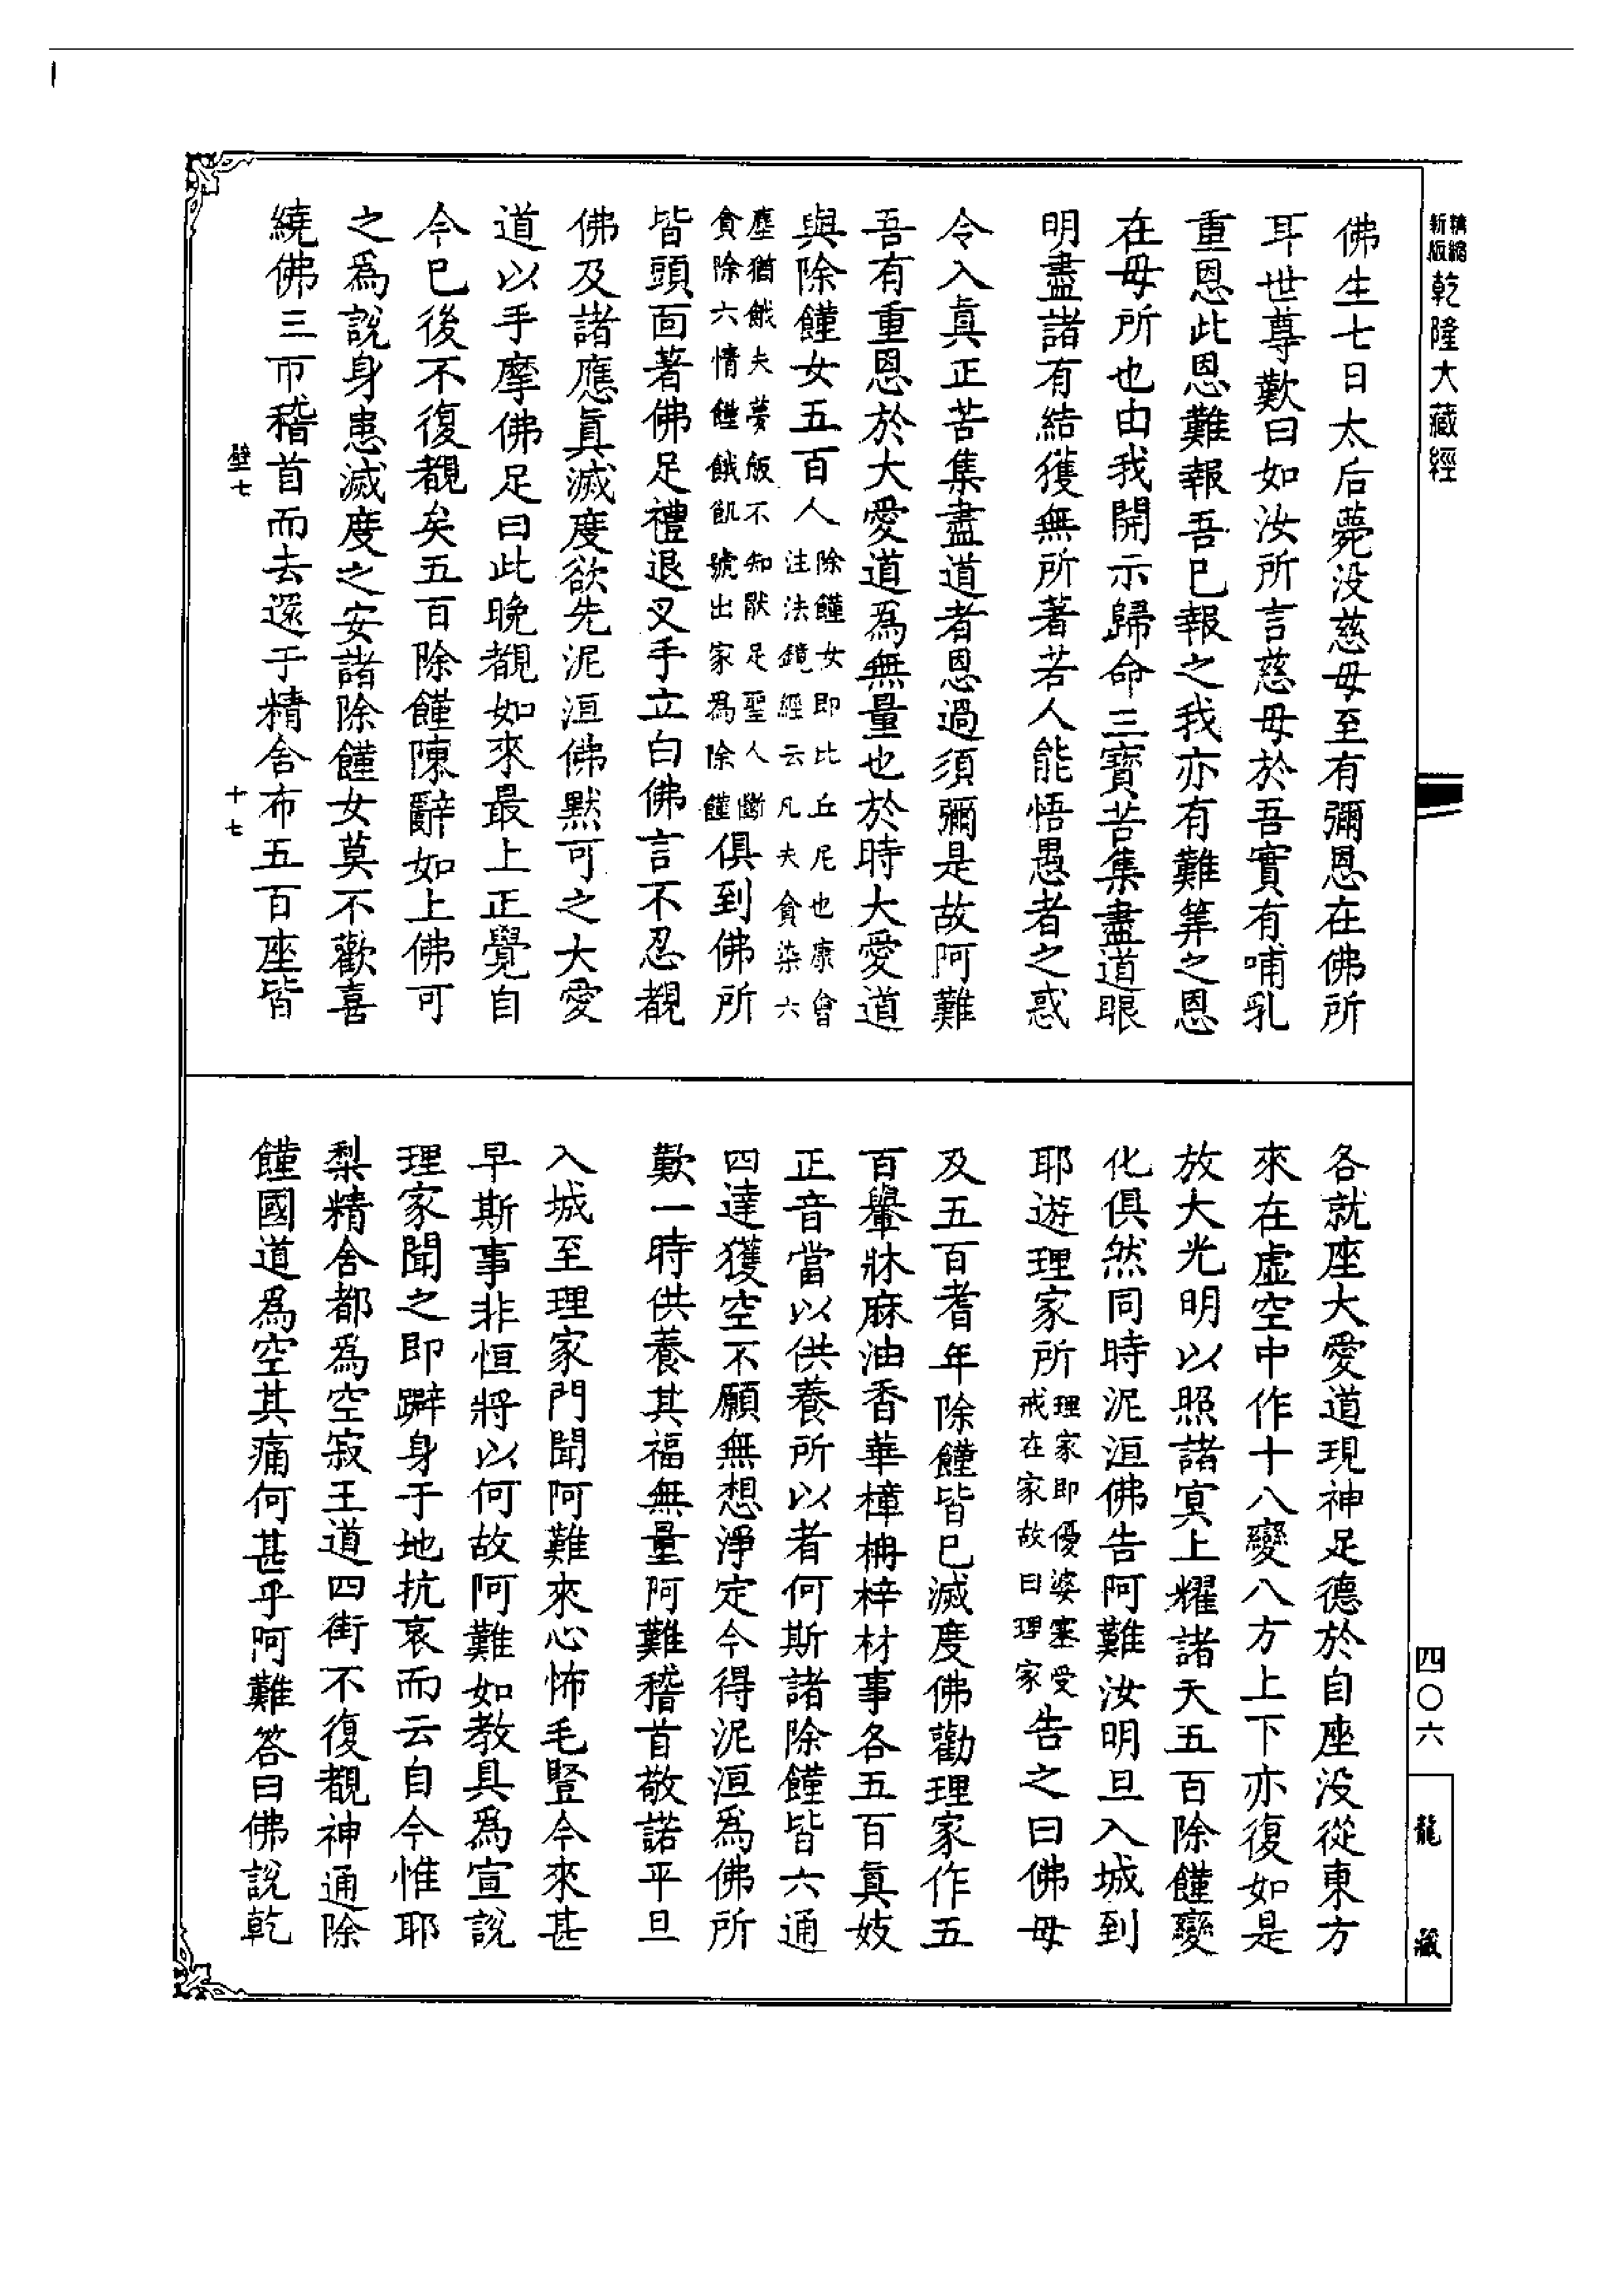 精縮新版乾隆大藏經
佛生七日太后薨没慈母至有彌恩在佛所
耳世尊歎曰如汝所言慈母於吾實有哺乳
重恩此恩難報吾已報之我亦有難筭之恩
在母所也由我開示歸命三寶苦集盡道眼
明盡諸有結獲無所著若人能悟愚者之惑
令入真正苦集盡道者恩過須彌是故阿難
吾有重恩於大愛道爲無量也於時大愛道
與除饉女五百人除饉女即比丘尼也康會注法鏡經云凡夫貪染六
塵猶餓夫夢飯不知厭足聖人斷貪除六情饉餓飢號出家爲除饉俱到佛所
皆頭面著佛足禮退叉手立白佛言不忍覩
佛及諸應真滅度欲先泥洹佛黙可之大愛
道以手摩佛足曰此晚覩如來最上正覺自
今已後不復覩矣五百除饉陳辭如上佛可
之爲說身患滅度之安諸除饉女莫不歡喜
繞佛三帀稽首而去還于精舍布五百座皆
壁七 十七
各就座大愛道現神足德於自座没從東方
來在虛空中作十八變八方上下亦復如是
放大光明以照諸冥上耀諸天五百除饉變
化俱然同時泥洹佛告阿難汝明旦入城到
耶遊理家所理家即優婆塞受戒在家故曰理家告之曰佛母
及五百耆年除饉皆已滅度佛勸理家作五
百轝牀麻油香華樟柟梓材事各五百真妓
正音當以供養所以者何斯諸除饉皆六通
四達獲空不願無想淨定今得泥洹爲佛所
歎一時供養其福無量阿難稽首敬諾平旦
入城至理家門聞阿難來心怖毛豎今來甚
早斯事非恒將以何故阿難如教具爲宣說
理家聞之即躃身于地抗哀而云自今惟耶
梨精舍都爲空寂王道四街不復覩神通除
饉國道爲空其痛何甚乎阿難答曰佛說乾
四〇六
龍藏